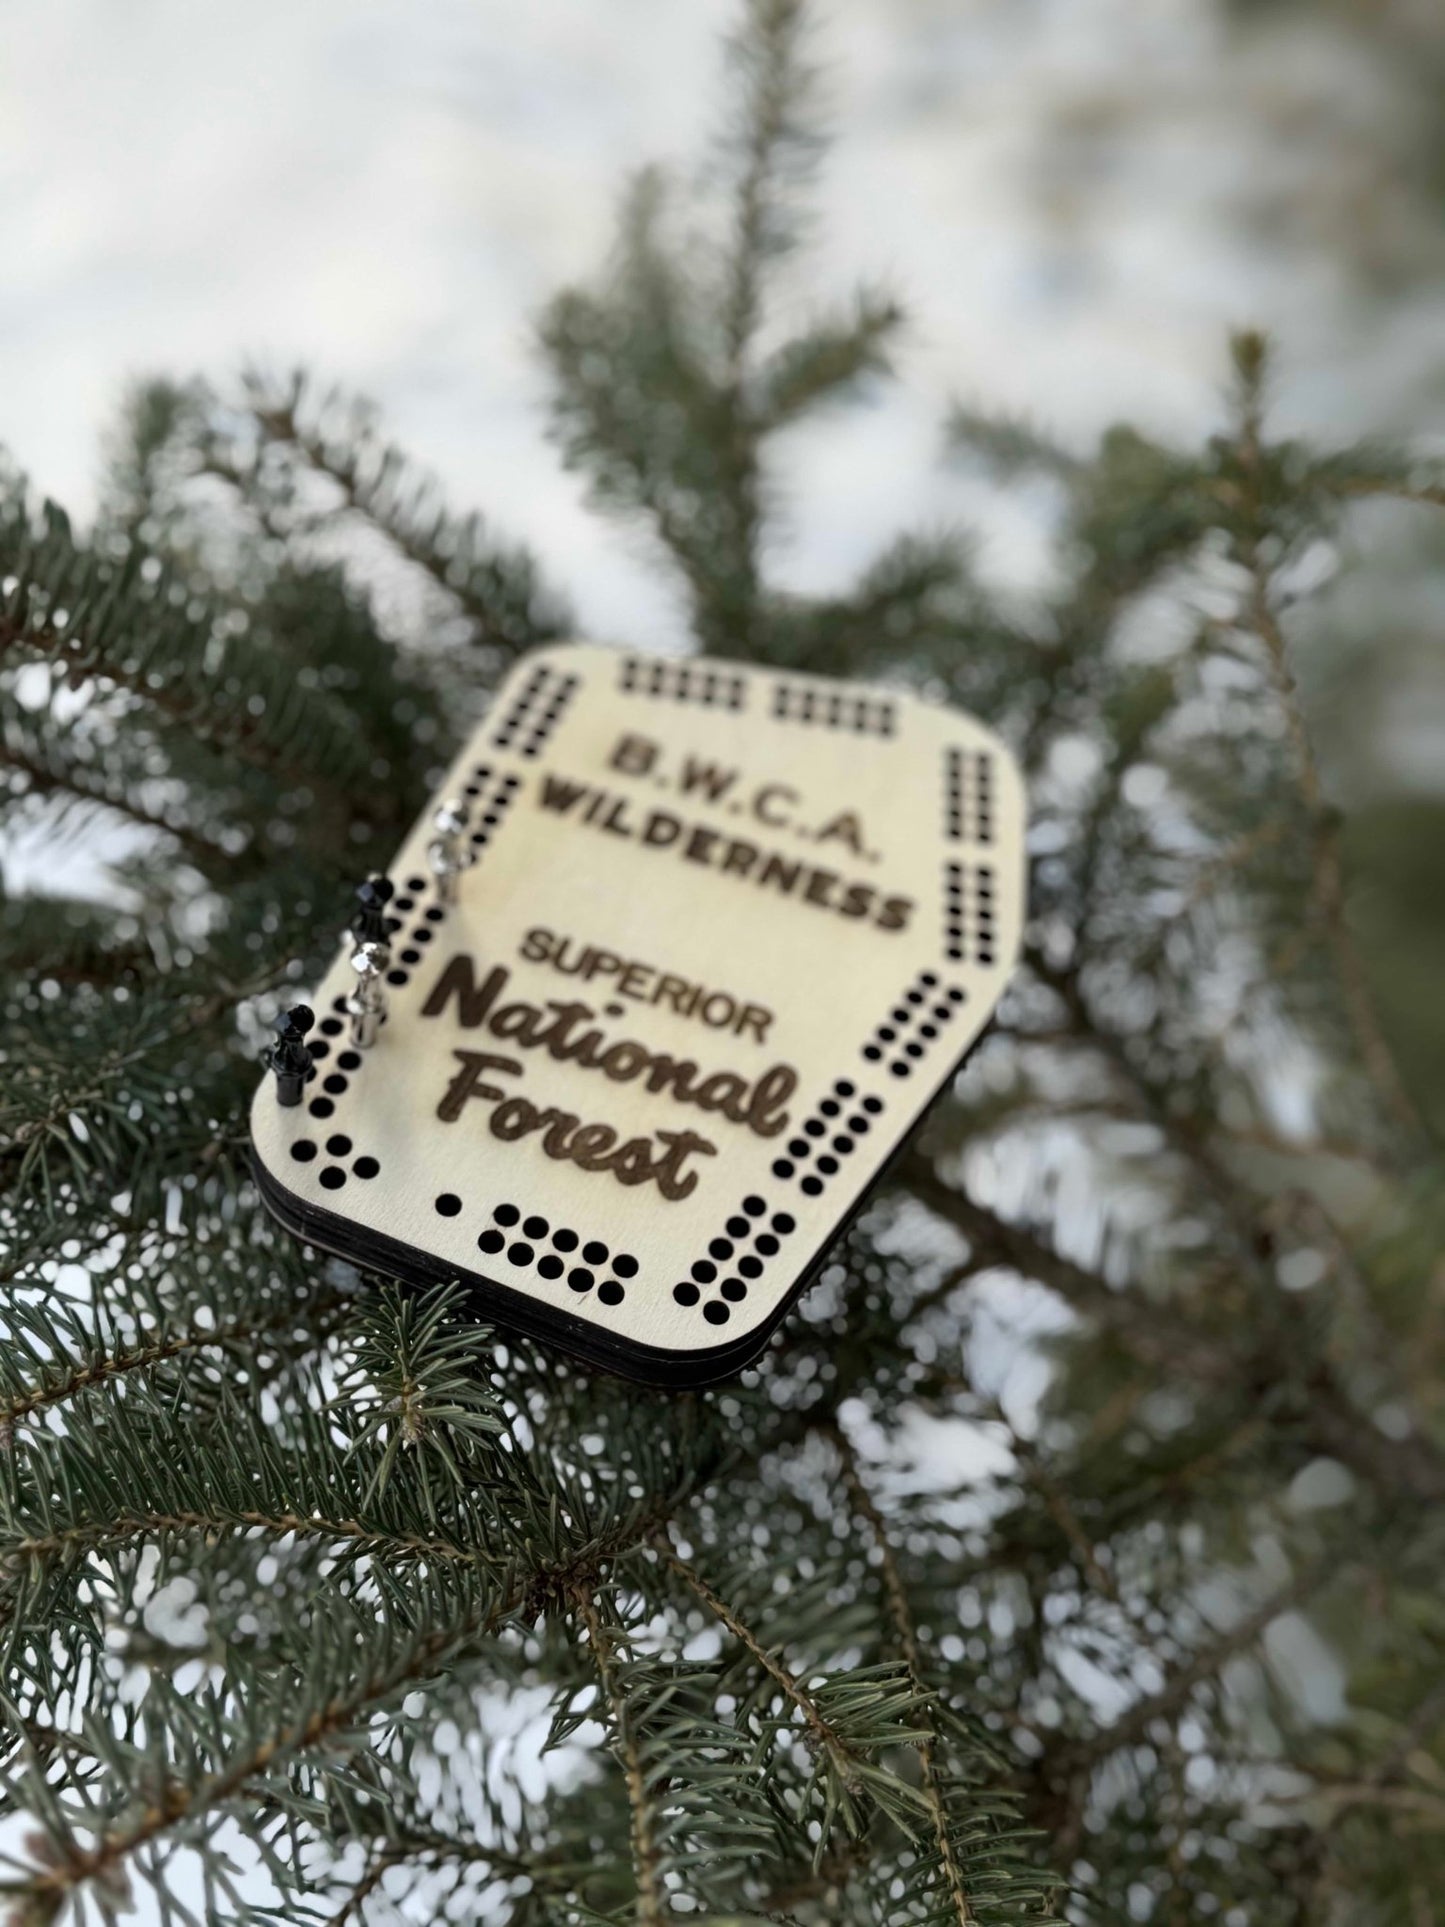 B.W.C.A.
WILDERNESS
SUPERIOR
National
Forest